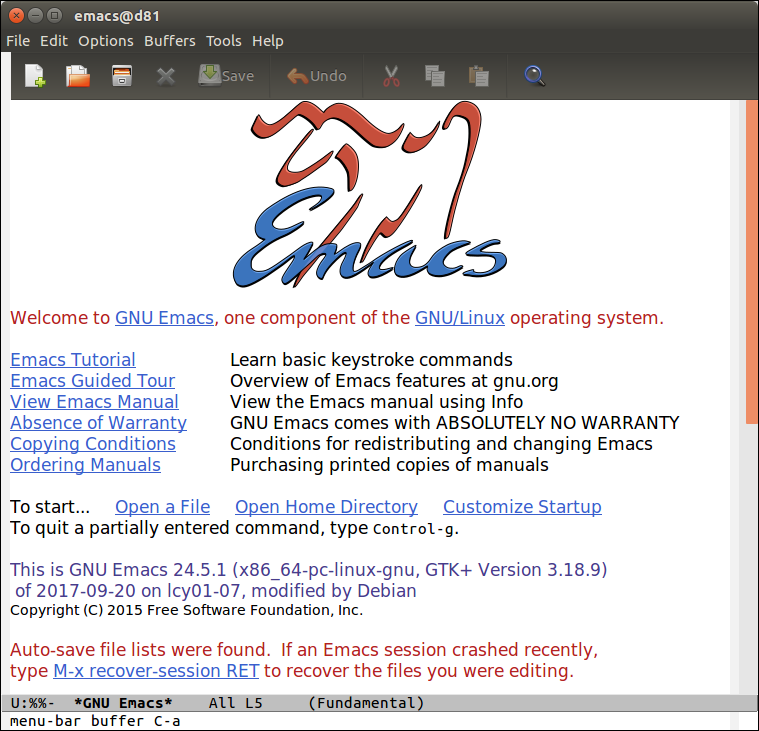 emacs@d81
File Edit Options Buffers Tools Help
Save Undo
Emacs
Welcome to GNU Emacs, one component of the GNU/Linux operating system.
Emacs Tutorial Learn basic keystroke commands
Emacs Guided Tour Overview of Emacs features at gnu.org
View Emacs Manual View the Emacs manual using Info
Absence of Warranty GNU Emacs comes with ABSOLUTELY NO WARRANTY
Copying Conditions Conditions for redistributing and changing Emacs
Ordering Manuals Purchasing printed copies of manuals
To start... Open a File Open Home Directory Customize Startup
To quit a partially entered command, type Control-g.
This is GNU Emacs 24.5.1 (x86_64-pc-linux-gnu, GTK+ Version 3.18.9)
of 2017-09-20 on lcy01-07, modified by Debian
Copyright (C) 2015 Free Software Foundation, Inc.
Auto-save file lists were found. If an Emacs session crashed recently,
type M-x recover-session RET to recover the files you were editing.
U:%%- *GNU Emacs* All L5 (Fundamental)
menu-bar buffer C-a